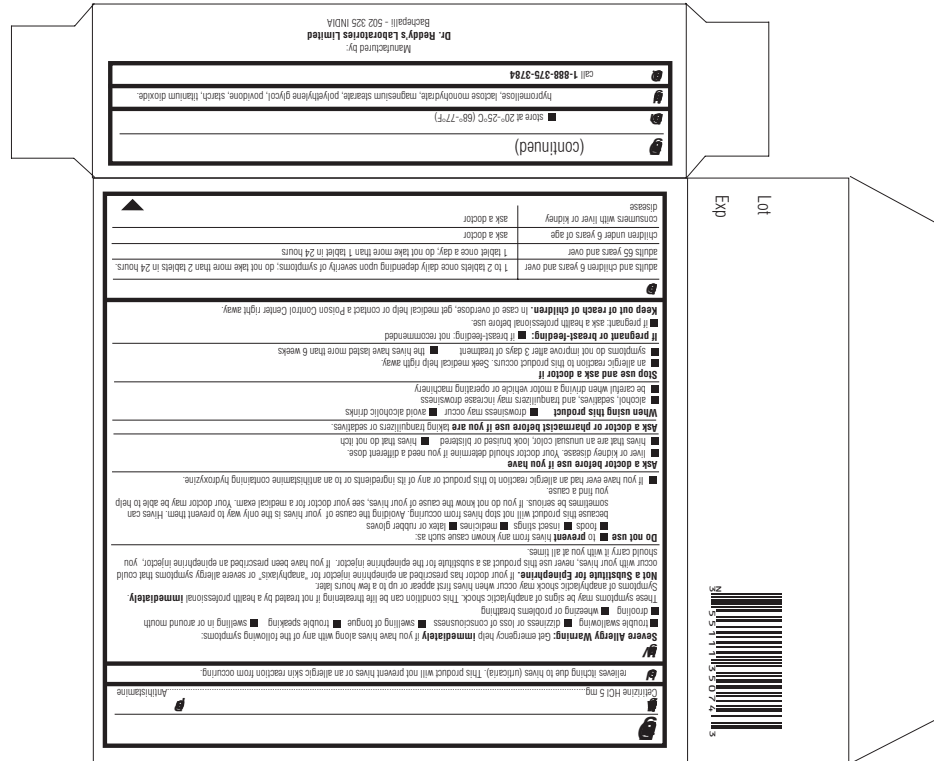 Cetirizine HCl 5 mg......Antihistamine
relieves itching due to hives (urticaria). This product will not prevent hives or an allergic skin reaction from occuring.
Severe Allergy Warning: Get emergency help immediately if you have hives along with any of the following symptoms:
■ trouble swallowing ■ dizziness or loss of consciousness ■ swelling of tongue ■ trouble speaking ■ swelling in or around mouth
■ drooling ■ wheezing or problems breathing
These symptoms may be signs of anaphylactic shock. This condition can be life threatening if not treated by a health professional immediately.
Symptoms of anaphylactic shock may occur when hives first appear or up to a few hours later.
Not a Substitute for Epinephrine. If your doctor has prescribed an epinephrine injector for "anaphylaxis" or severe allergy symptoms that could
occur with your hives, never use this product as a substitute for the epinephrine injector. If you have been prescribed an epinephrine injector, you
should carry it with you at all times.
Do not use ■ to prevent hives from any known casue such as:
■ foods ■ insect stings ■ medicines ■ latex or rubber gloves
because this product will not stop hives from occuring. Avoiding the cause of your hives is the only way to prevent them. Hives can
sometimes be serious. If you do not know the cause of your hives, see your doctor for a medical exam. Your doctor may be able to help
you find a cause.
■ If you have ever had an allergic reaction to this product or any of its ingredients or to an antihistamine containing hydroxyzine.
Ask a doctor before use if you have
■ liver or kidney disease. Your doctor should determine if you need a different dose.
■ hives that are an unusual color, look bruised or blistered ■ hives that do not itch
Ask a doctor or pharmacist before use if you are taking tranquilizers or sedatives.
When using this product ■ drowsiness may occur ■ avoid alcoholic drinks
■ alcohol, sedatives, and tranquilizers may increase drowsiness
■ be careful when driving a motor vehicle or operating machinery
Stop use and ask a doctor if
■ an allergic reaction to this product occurs. Seek medical help rigth away.
■ symptoms do not improve after 3 days of treatment ■ the hives have lasted more than 6 weeks
If pregnant or breast-feeding: ■ if breast-feeding: not recommended
■ if pregnant: ask a health professional before use.
Keep out of reach of children. In case of overdose, get medical help or contact a Poison Control Center right away.
adults and children 6 years and over 1 to 2 tablets once daily depending upon severity of symptoms; do not take more than 2 tablets in 24 hours.
adults 65 years and over 1 tablet once a day; do not take more than 1 tablet in 24 hours
children under 6 years of age ask a doctor
consumers with liver or kidney ask a doctor
disease
(continued)
■ store at 20°-25°C (68°-77°F)
hypromellose, lactose monohydrate, magnesium stearate, polyethylene glycol, povidone, starch, titanium dioxide.
call 1-888-375-3784
Manufactured by:
Dr. Reddy's Laboratories Limited
Bachepalli - 502 325 INDIA
Lot
Exp
N
3 55111 35074 3